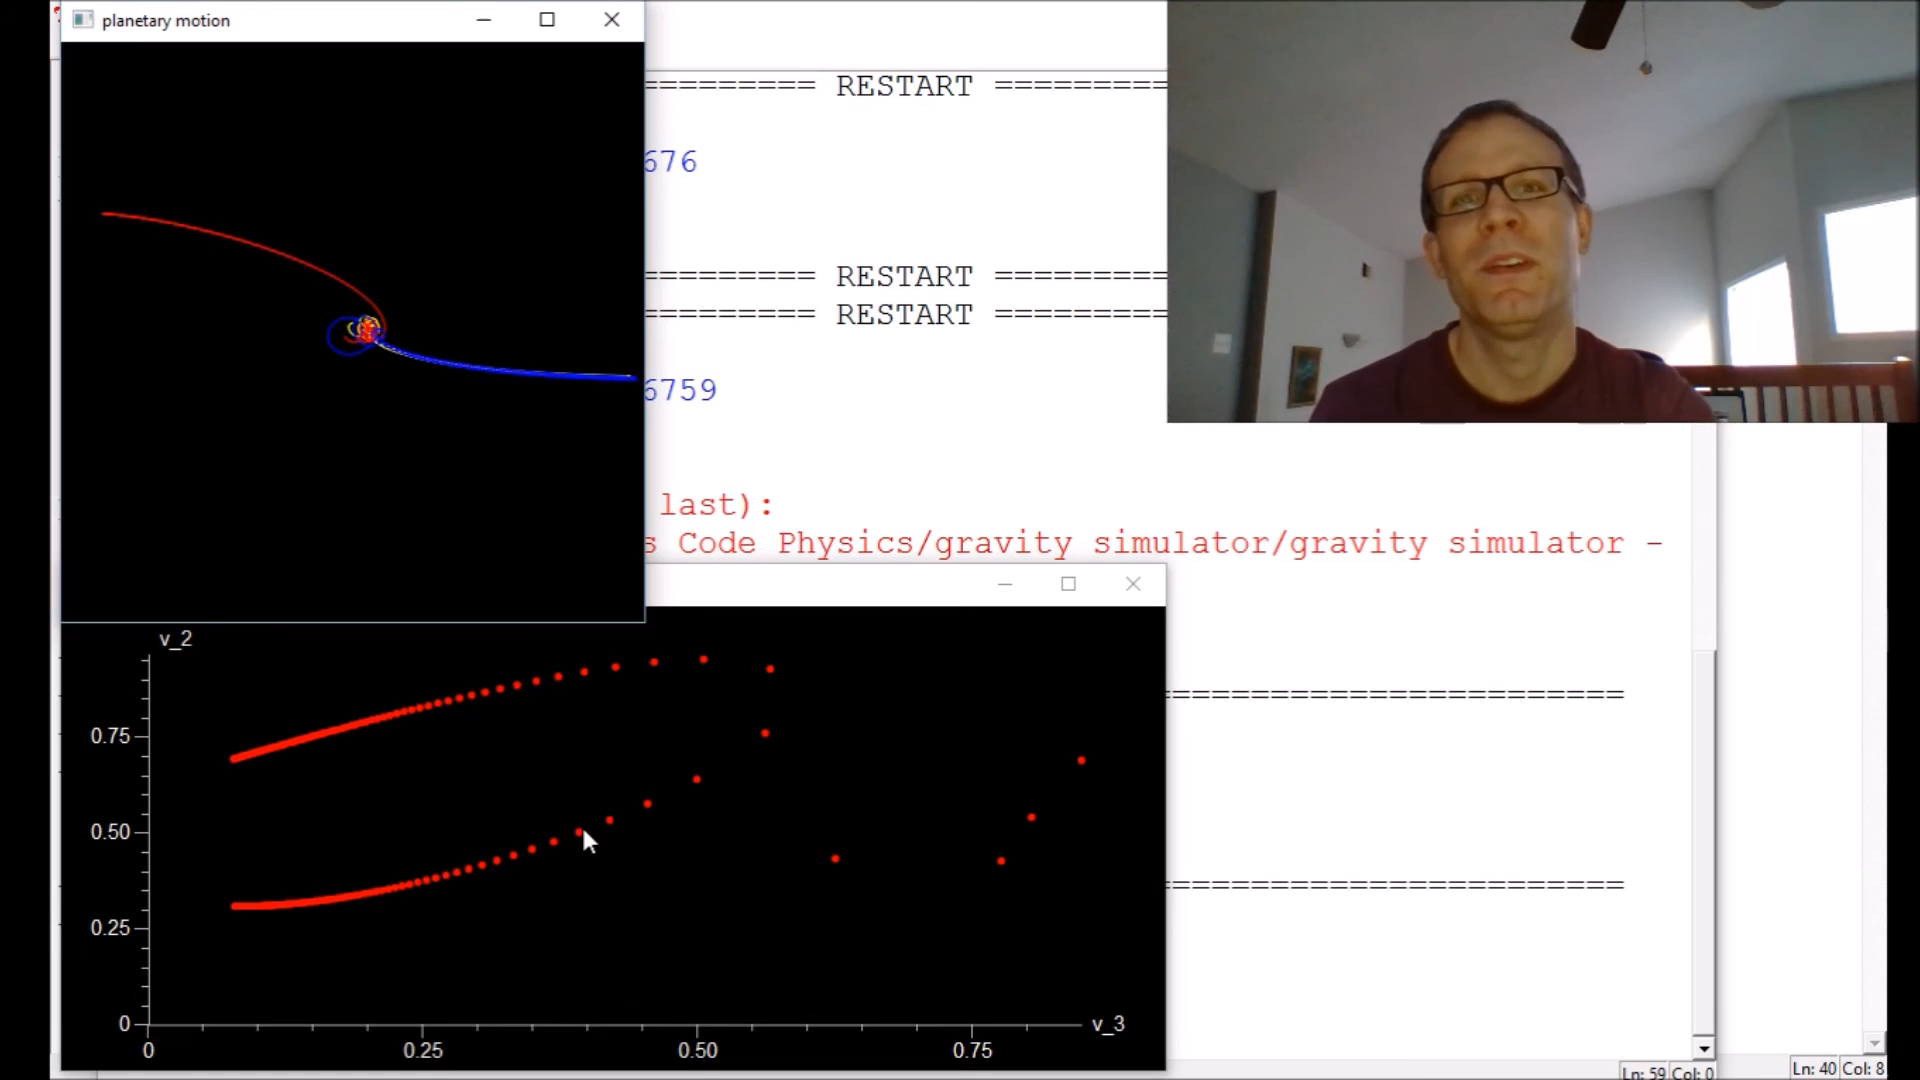 planetary motion
========= RESTART =========
676
========= RESTART =========
========= RESTART =========
6759
last):
s Code Physics/gravity simulator/gravity simulator -
v_2
0.75
0.50
0.25
0
0 0.25 0.50 0.75
v_3
Ln: 59 Col: 0
Ln: 40 Col: 8